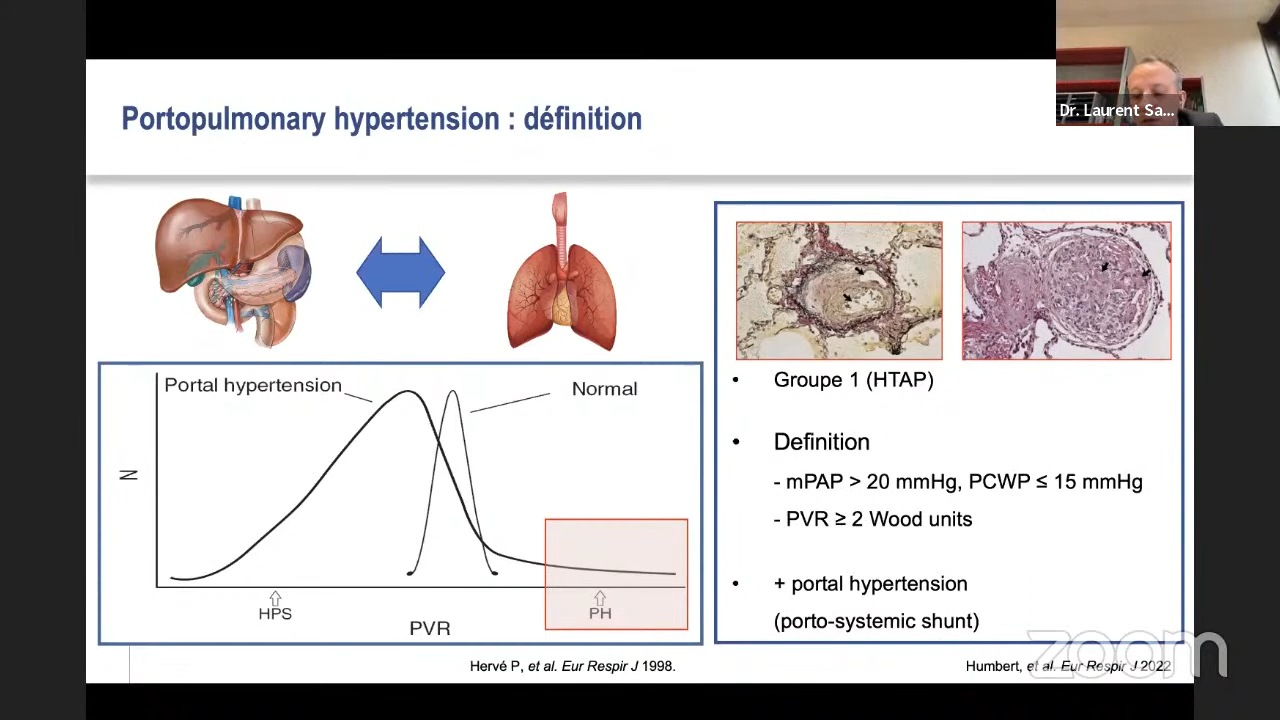 Portopulmonary hypertension : définition
Dr. Laurent Sa...
Portal hypertension
Normal
N
HPS
PH
PVR
Hervé P, et al. Eur Respir J 1998.
• Groupe 1 (HTAP)
• Definition
- mPAP > 20 mmHg, PCWP ≤ 15 mmHg
- PVR ≥ 2 Wood units
• + portal hypertension
(porto-systemic shunt)
Humbert, et al. Eur Respir J 2022
zoom